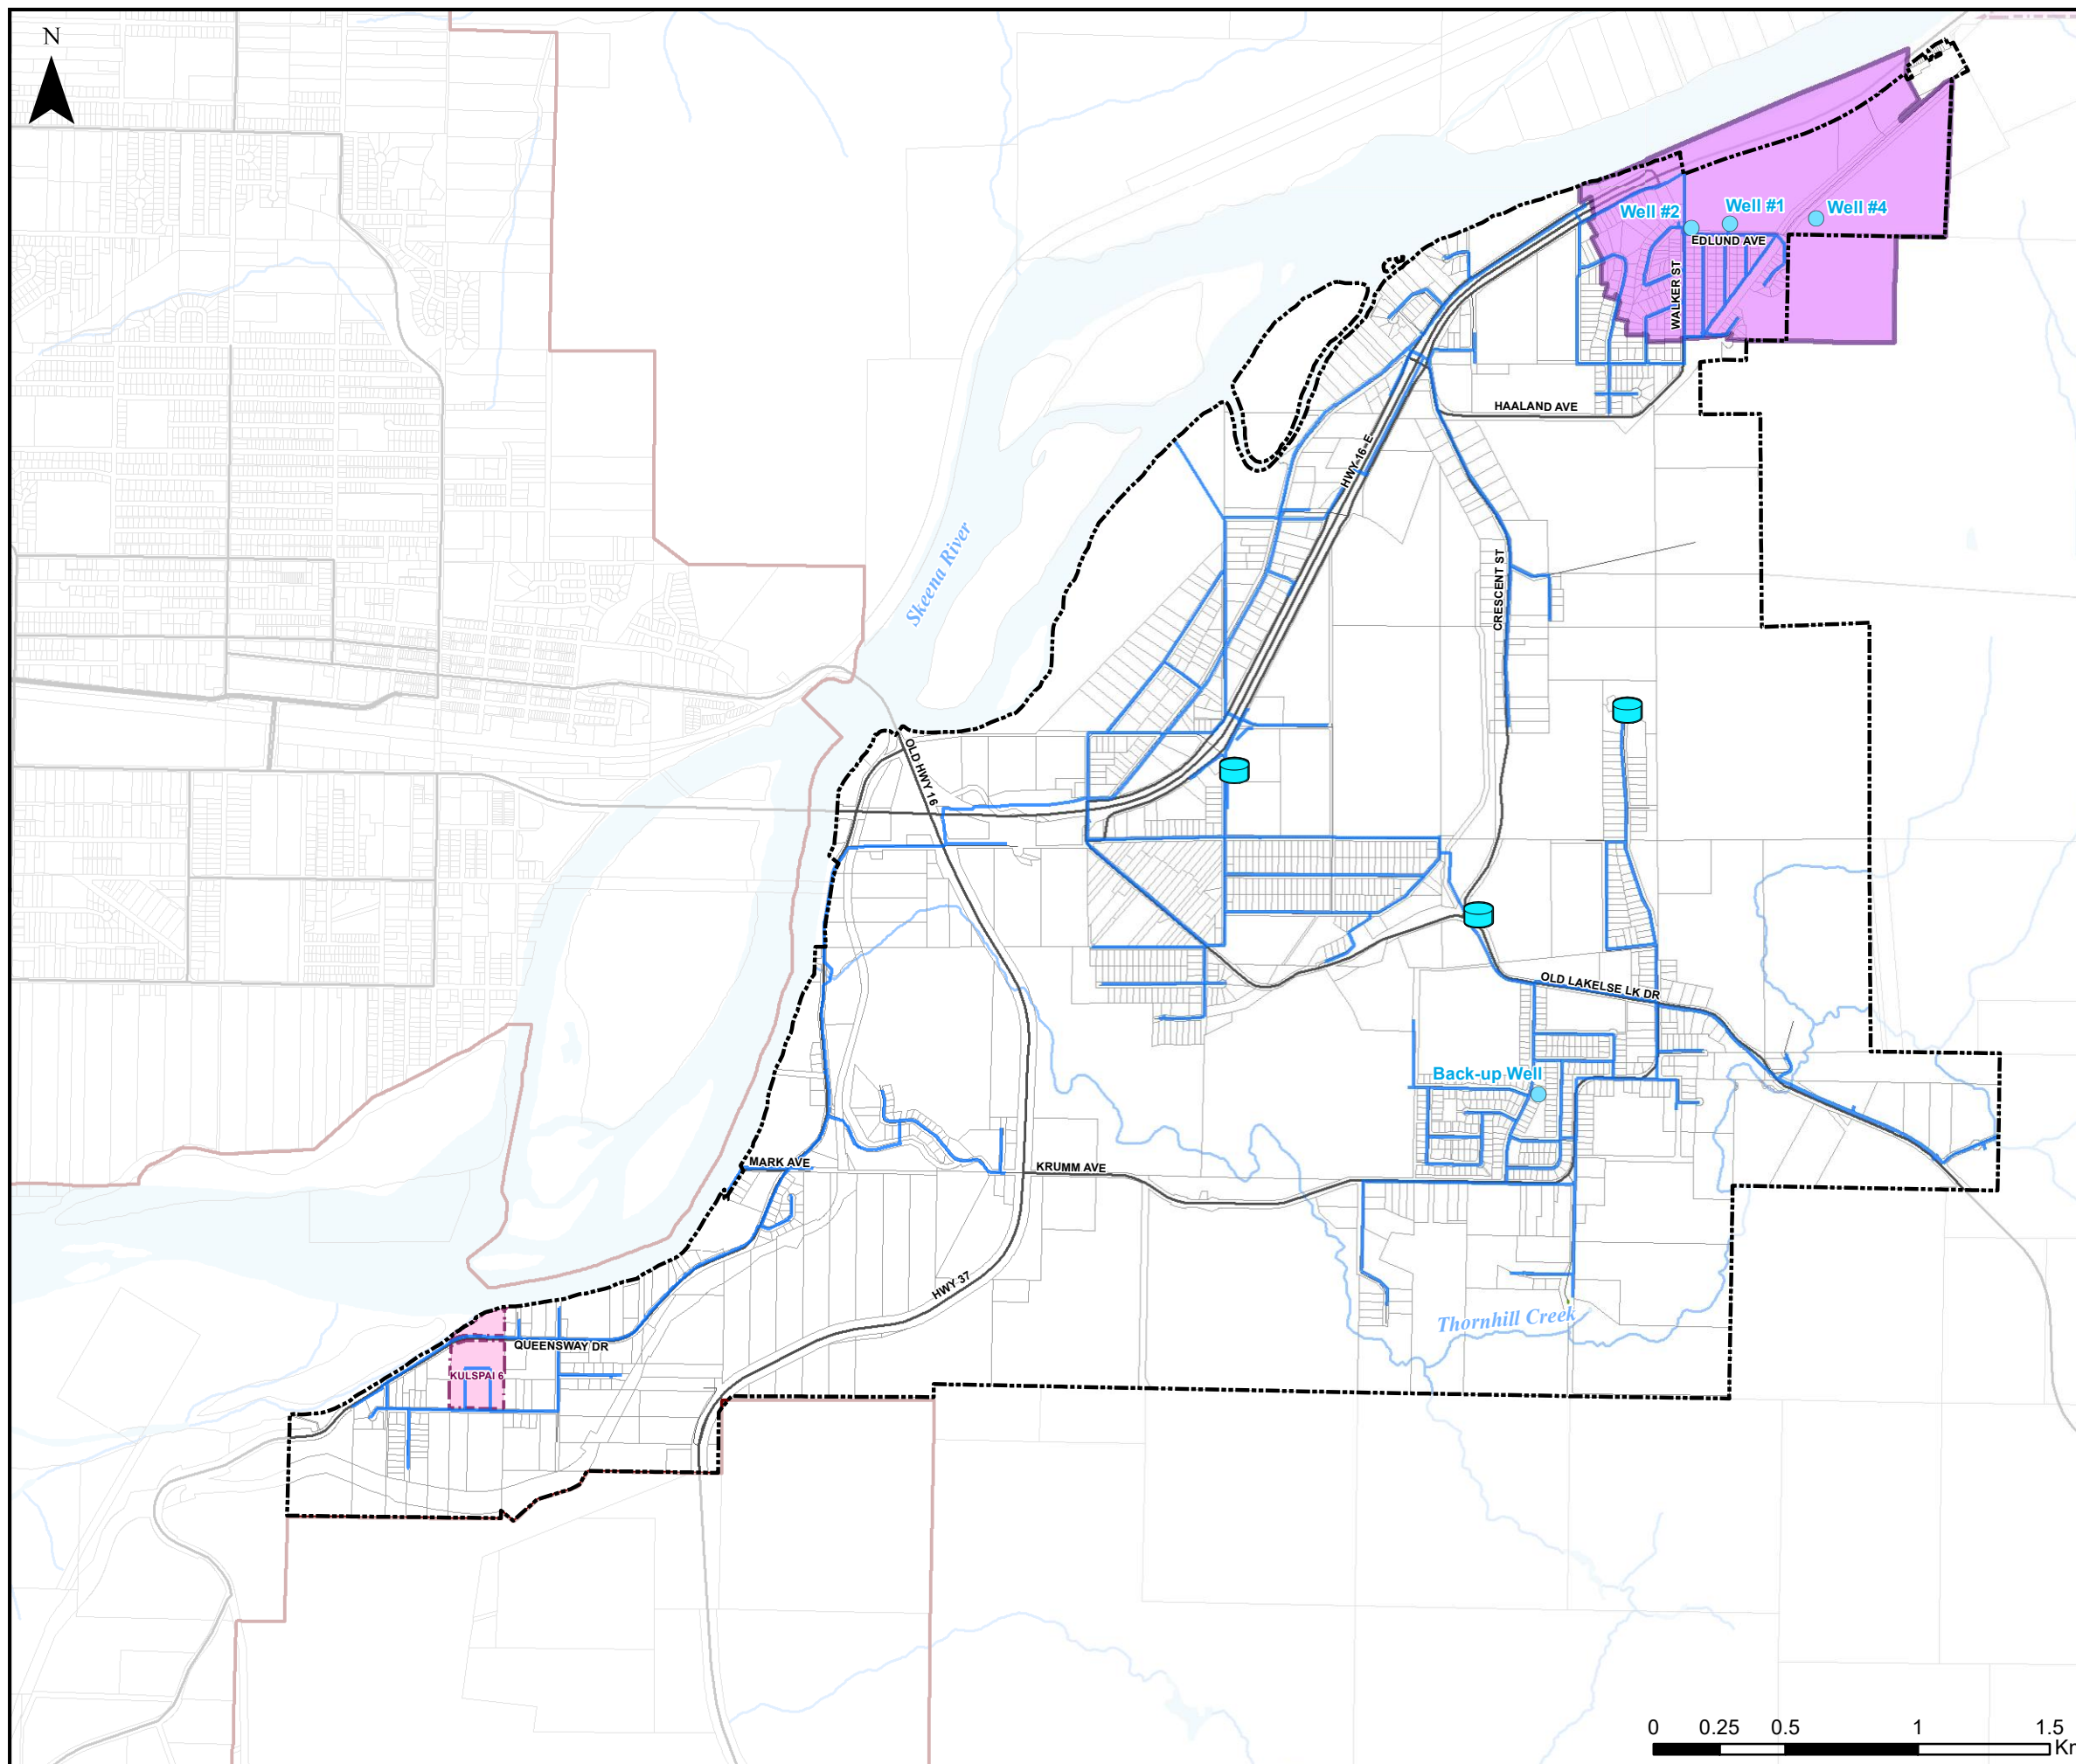 N
Well #2
Well #1
Well #4
EDLUND AVE
WALKER ST
HAALAND AVE
HWY 16 E
Skeena River
CRESCENT ST
OLD HWY 16
OLD LAKELSE LK DR
Back-up Well
MARK AVE
KRUMM AVE
HWY 37
Thornhill Creek
QUEENSWAY DR
KULSPAI 6
0 0.25 0.5 1 1.5